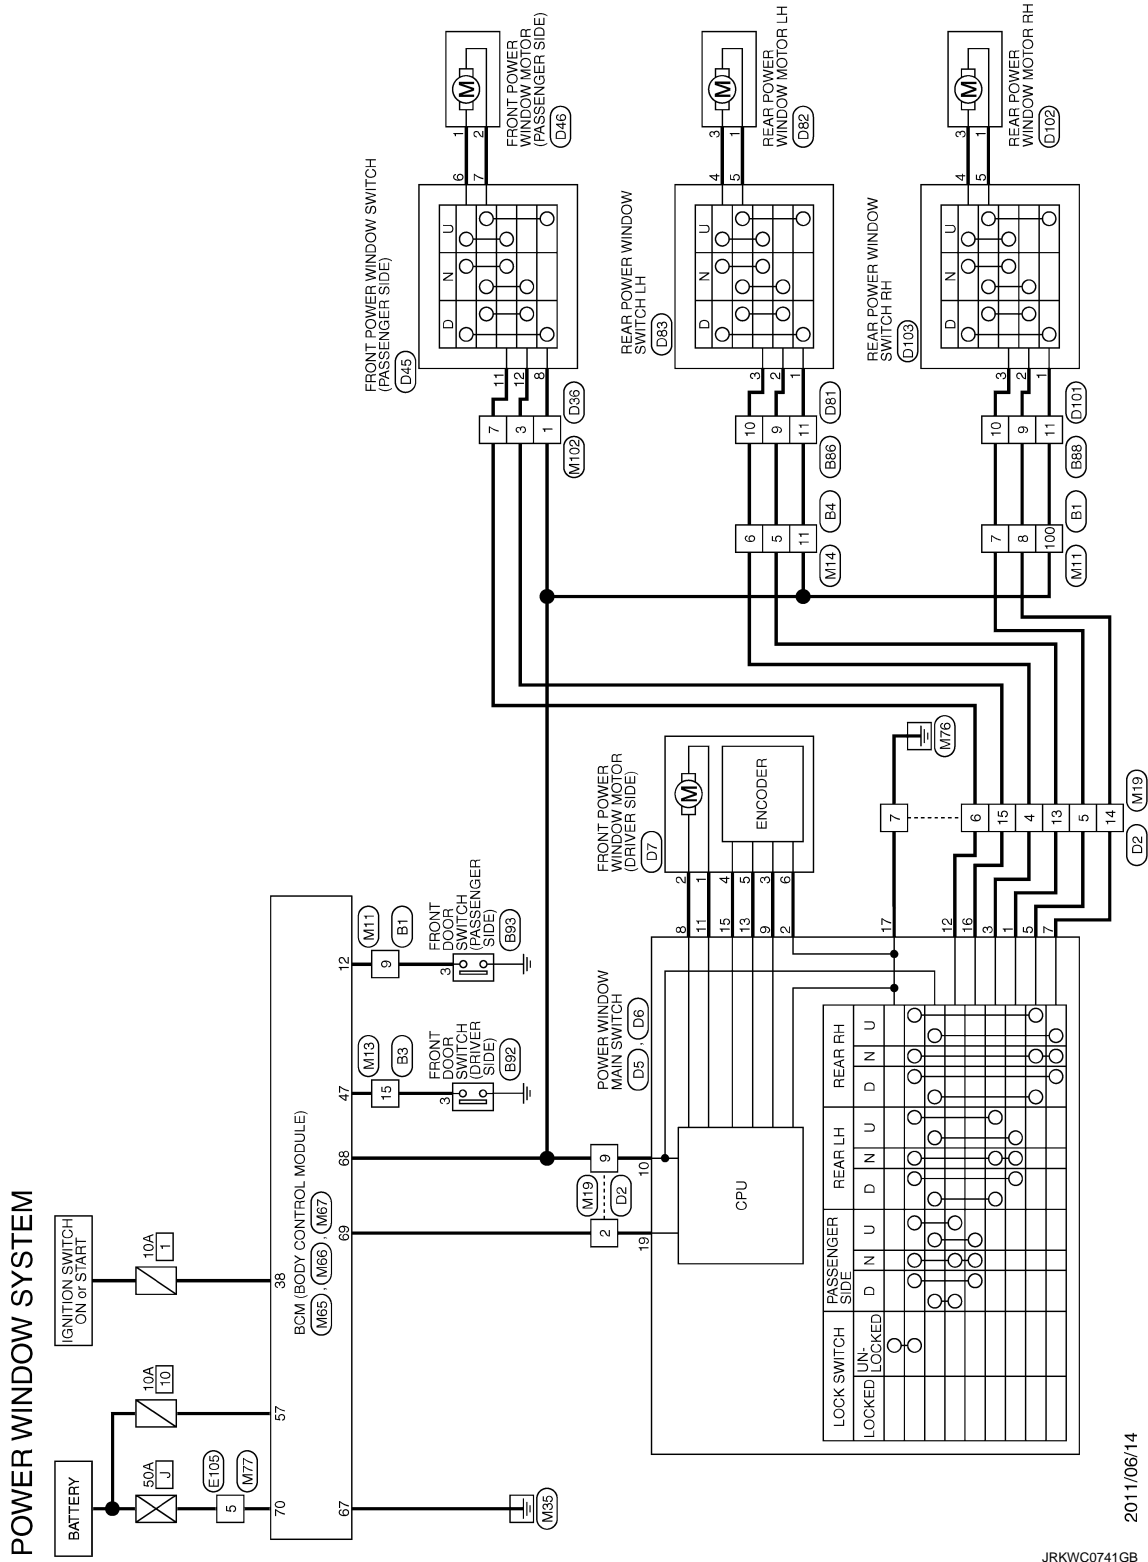 POWER WINDOW SYSTEM
BATTERY
50A
J
10A
10
IGNITION SWITCH
ON or START
10A
1
E105
5
M77
70
57
38
BCM (BODY CONTROL MODULE)
M65 , M66 , M67
67
69
68
47
12
M35
M13
15
B3
FRONT
DOOR
SWITCH
(DRIVER
SIDE)
3
B92
M11
9
B1
FRONT
DOOR
SWITCH
(PASSENGER
SIDE)
3
B93
M19
2
9
D2
19
10
POWER WINDOW
MAIN SWITCH
D5 , D6
CPU
8
11
15
13
9
2
17
12
16
3
1
5
7
LOCK SWITCH
LOCKED
UN-
LOCKED
PASSENGER
SIDE
D
N
U
REAR LH
D
N
U
REAR RH
D
N
U
FRONT POWER
WINDOW MOTOR
(DRIVER SIDE)
D7
2
1
4
5
3
6
M
ENCODER
7
M76
6
15
4
13
5
14
D2
M19
FRONT POWER WINDOW SWITCH
(PASSENGER SIDE)
D45
D
N
U
11
12
8
7
3
1
M102
D36
6
7
1
2
M
FRONT POWER
WINDOW MOTOR
(PASSENGER SIDE)
D46
REAR POWER WINDOW
SWITCH LH
D83
D
N
U
3
2
1
10
9
11
B86
D81
6
5
11
M14
B4
4
5
3
1
M
REAR POWER
WINDOW MOTOR LH
D82
REAR POWER WINDOW
SWITCH RH
D103
D
N
U
3
2
1
10
9
11
B88
D101
7
8
100
M11
B1
4
5
3
1
M
REAR POWER
WINDOW MOTOR RH
D102
2011/06/14
JRKWC0741GB